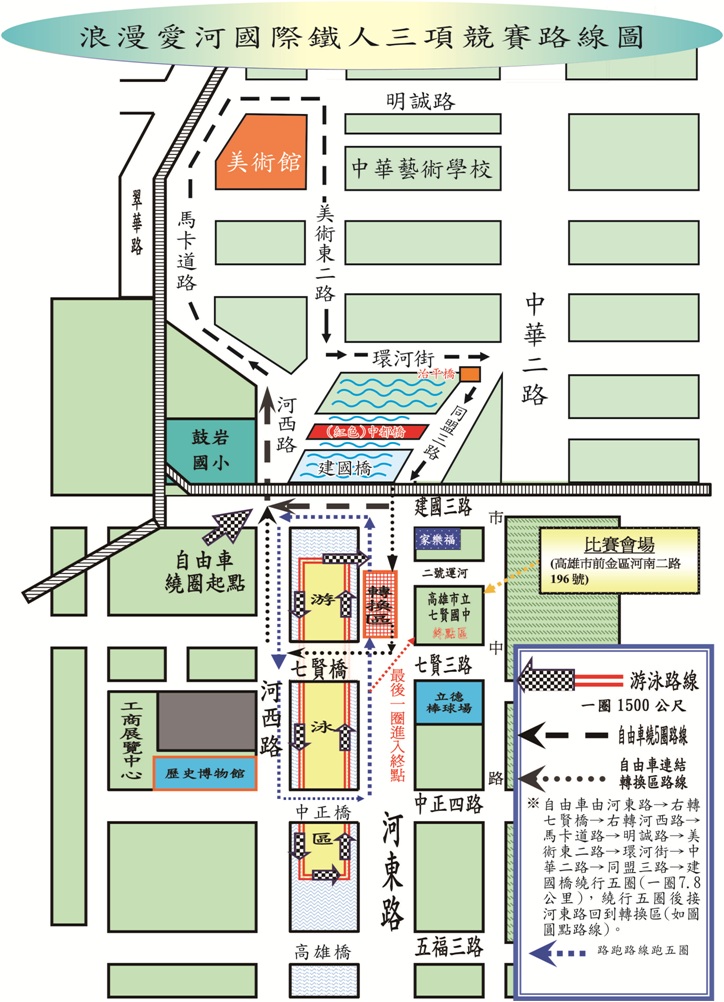 浪漫愛河國際鐵人三項競賽路線圖
明誠路
美術館
中華藝術學校
翠華路
馬卡道路
美術東二路
中華二路
環河街
治平橋
河西路
同盟三路
(紅色)中都橋
鼓岩
國小
建國橋
建國三路
市
中
路
自由車
繞圈起點
家樂福
二號運河
比賽會場
(高雄市前金區河南二路
196號)
游
轉換區
高雄市立
七賢國中
終點區
七賢橋
七賢三路
最後一圈進入終點
河西路
工商展覽中心
歷史博物館
泳
立德
棒球場
中正橋
中正四路
區
河東路
高雄橋
五福三路
游泳路線
一圈1500公尺
自由車繞5圈路線
自由車連結
轉換區路線
※自由車由河東路→右轉
七賢橋→右轉河西路→
馬卡道路→明誠路→美
術東二路→環河街→中
華二路→同盟三路→建
國橋繞行五圈(一圈7.8
公里)，繞行五圈後接
河東路回到轉換區(如圖
圓點路線)。
路跑路線跑五圈